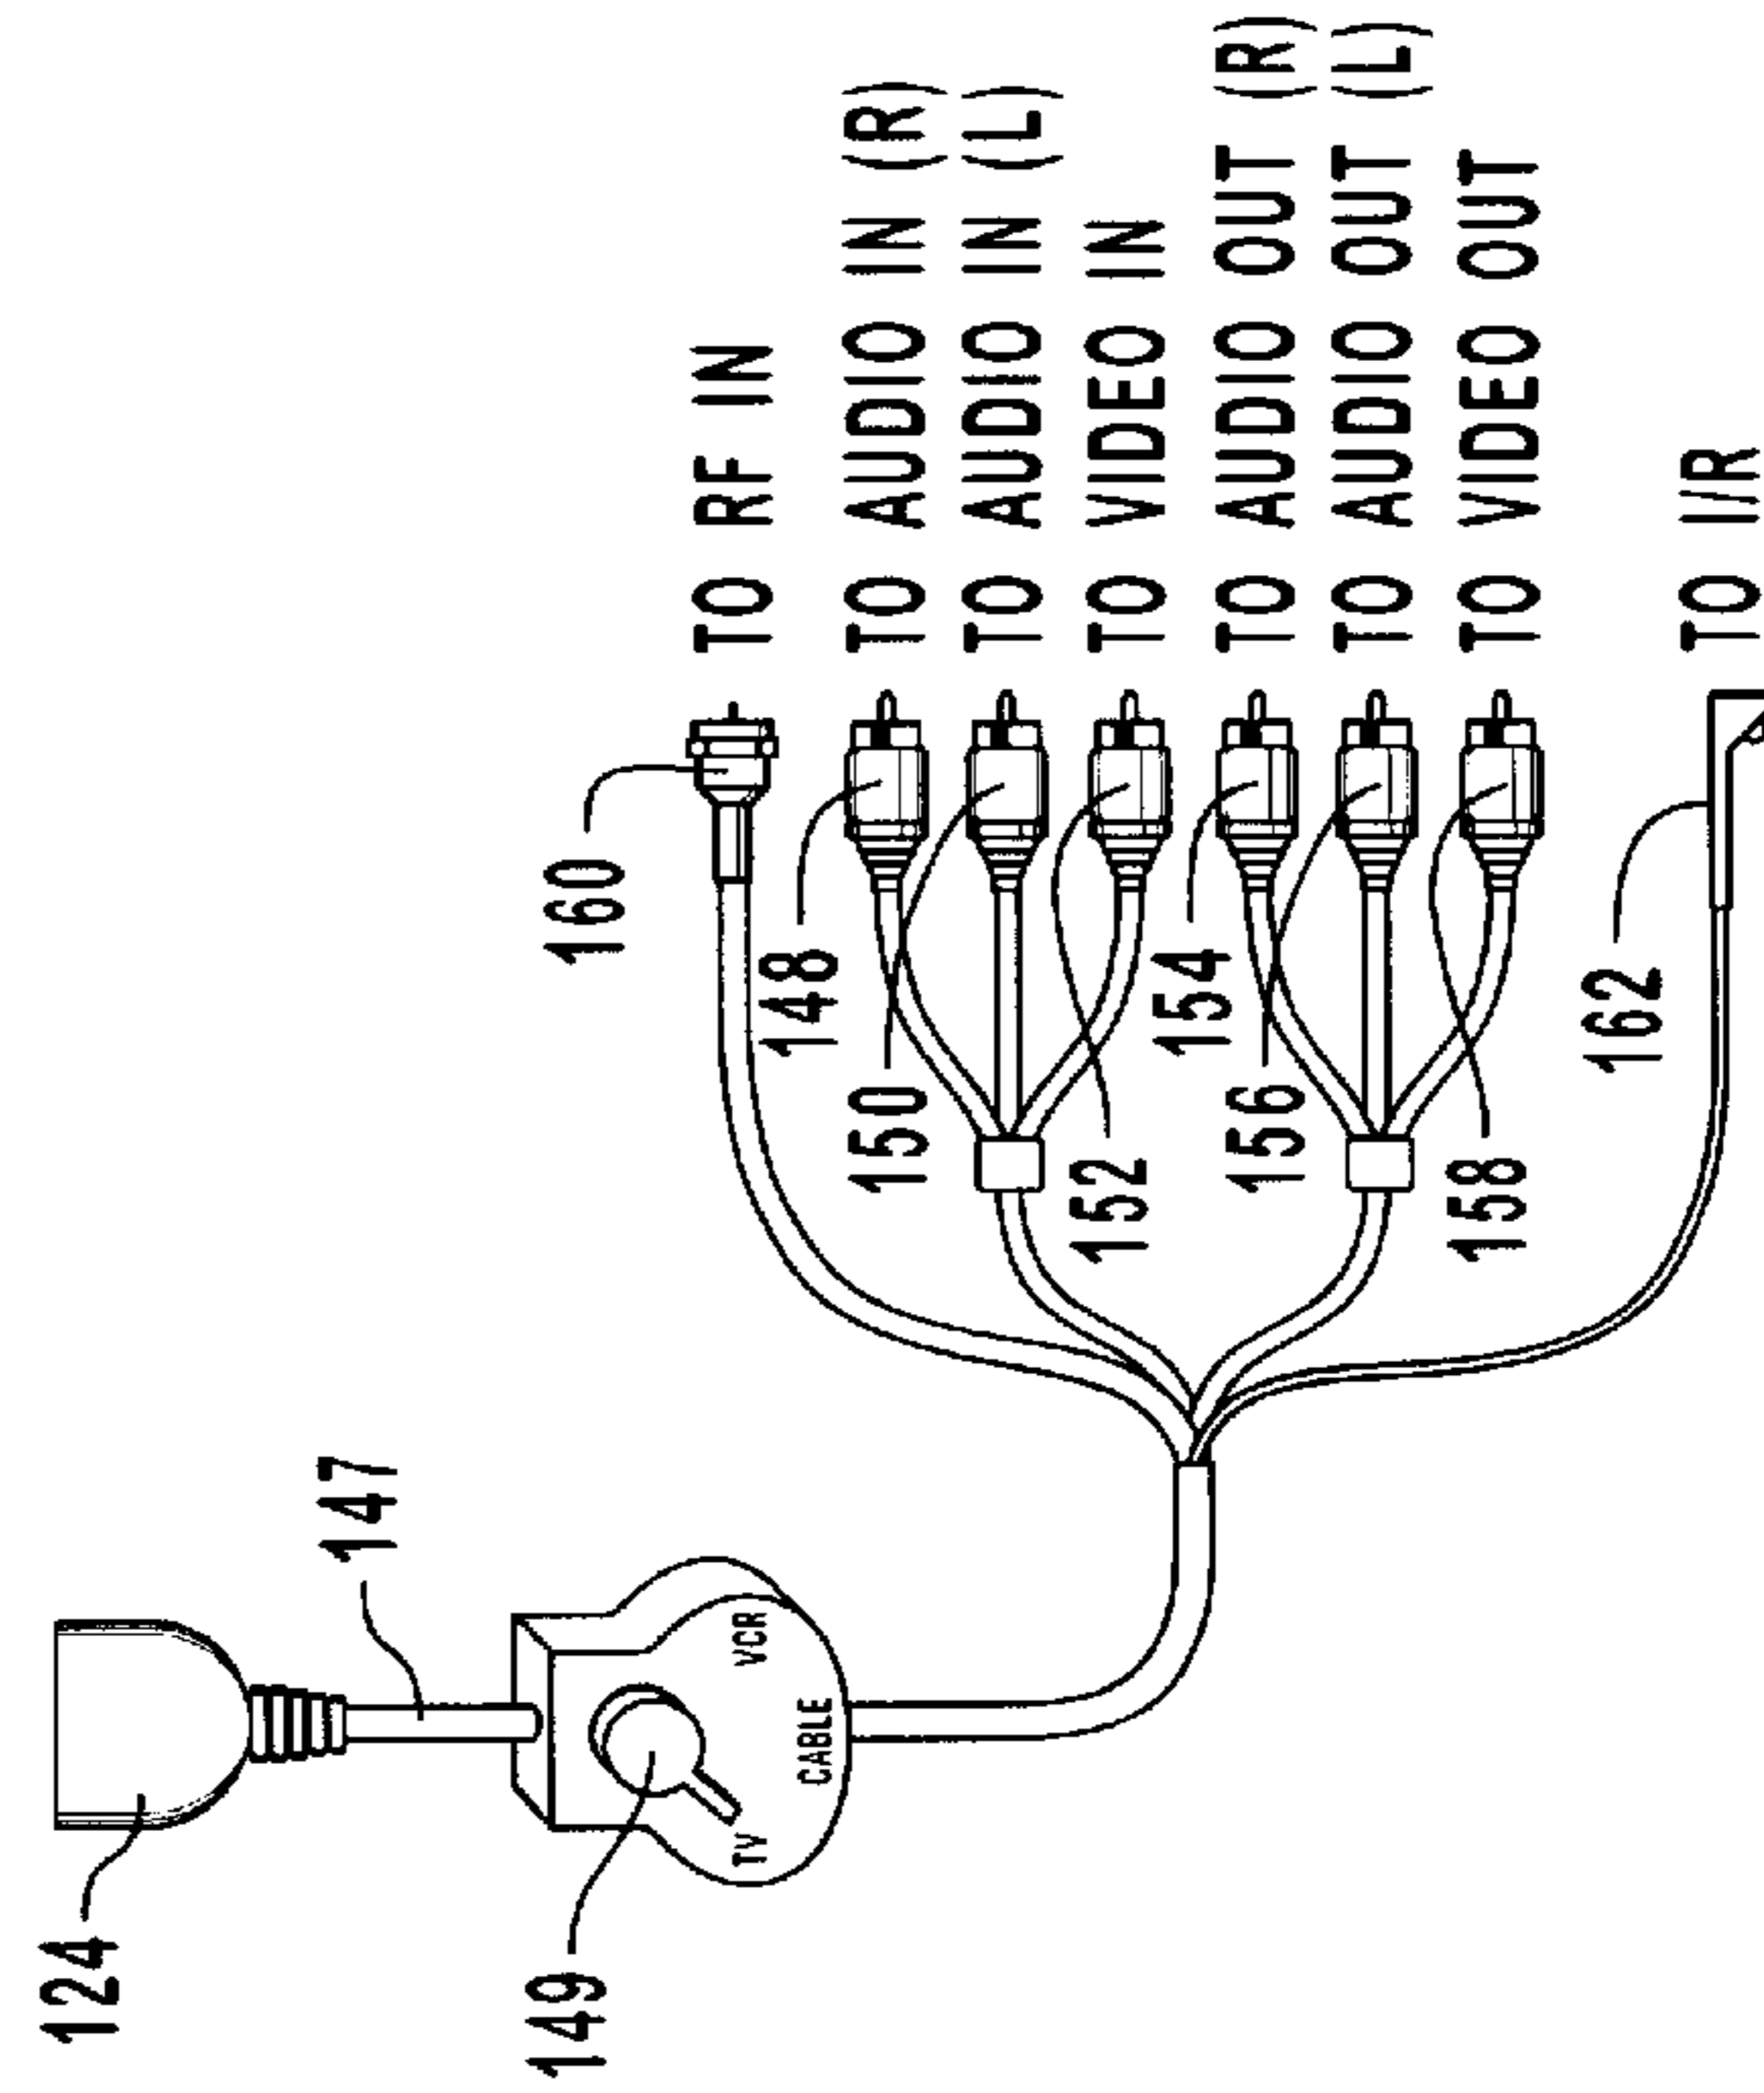 124
147
149
TV
CABLE
VCR
160
TO RF IN
148
TO AUDIO IN (R)
150
TO AUDIO IN (L)
152
TO VIDEO IN
154
TO AUDIO OUT (R)
156
TO AUDIO OUT (L)
158
TO VIDEO OUT
162
TO I/R